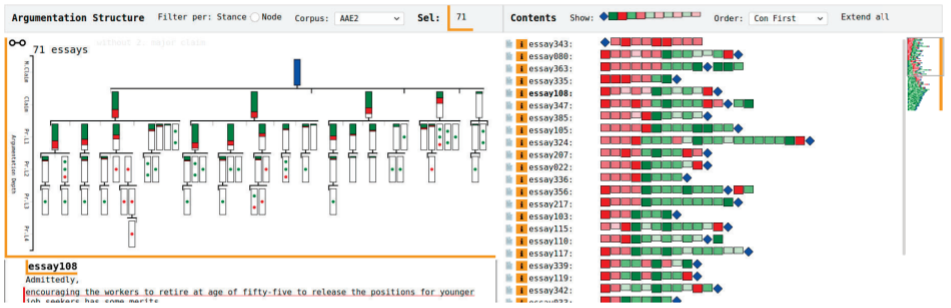 Argumentation Structure Filter per: Stance Node Corpus: AAE2 Sel: 71
Contents Show: Order: Con First Extend all
71 essays without 2. major claim
M.Claim
Claim
Pr.L1
Pr.L2
Pr.L3
Pr.L4
Argumentation Depth
essay108
Admittedly,
encouraging the workers to retire at age of fifty-five to release the positions for younger
job seekers has some merits
essay343:
essay080:
essay363:
essay335:
essay108:
essay347:
essay385:
essay105:
essay324:
essay207:
essay022:
essay336:
essay356:
essay217:
essay103:
essay115:
essay110:
essay117:
essay339:
essay119:
essay342: